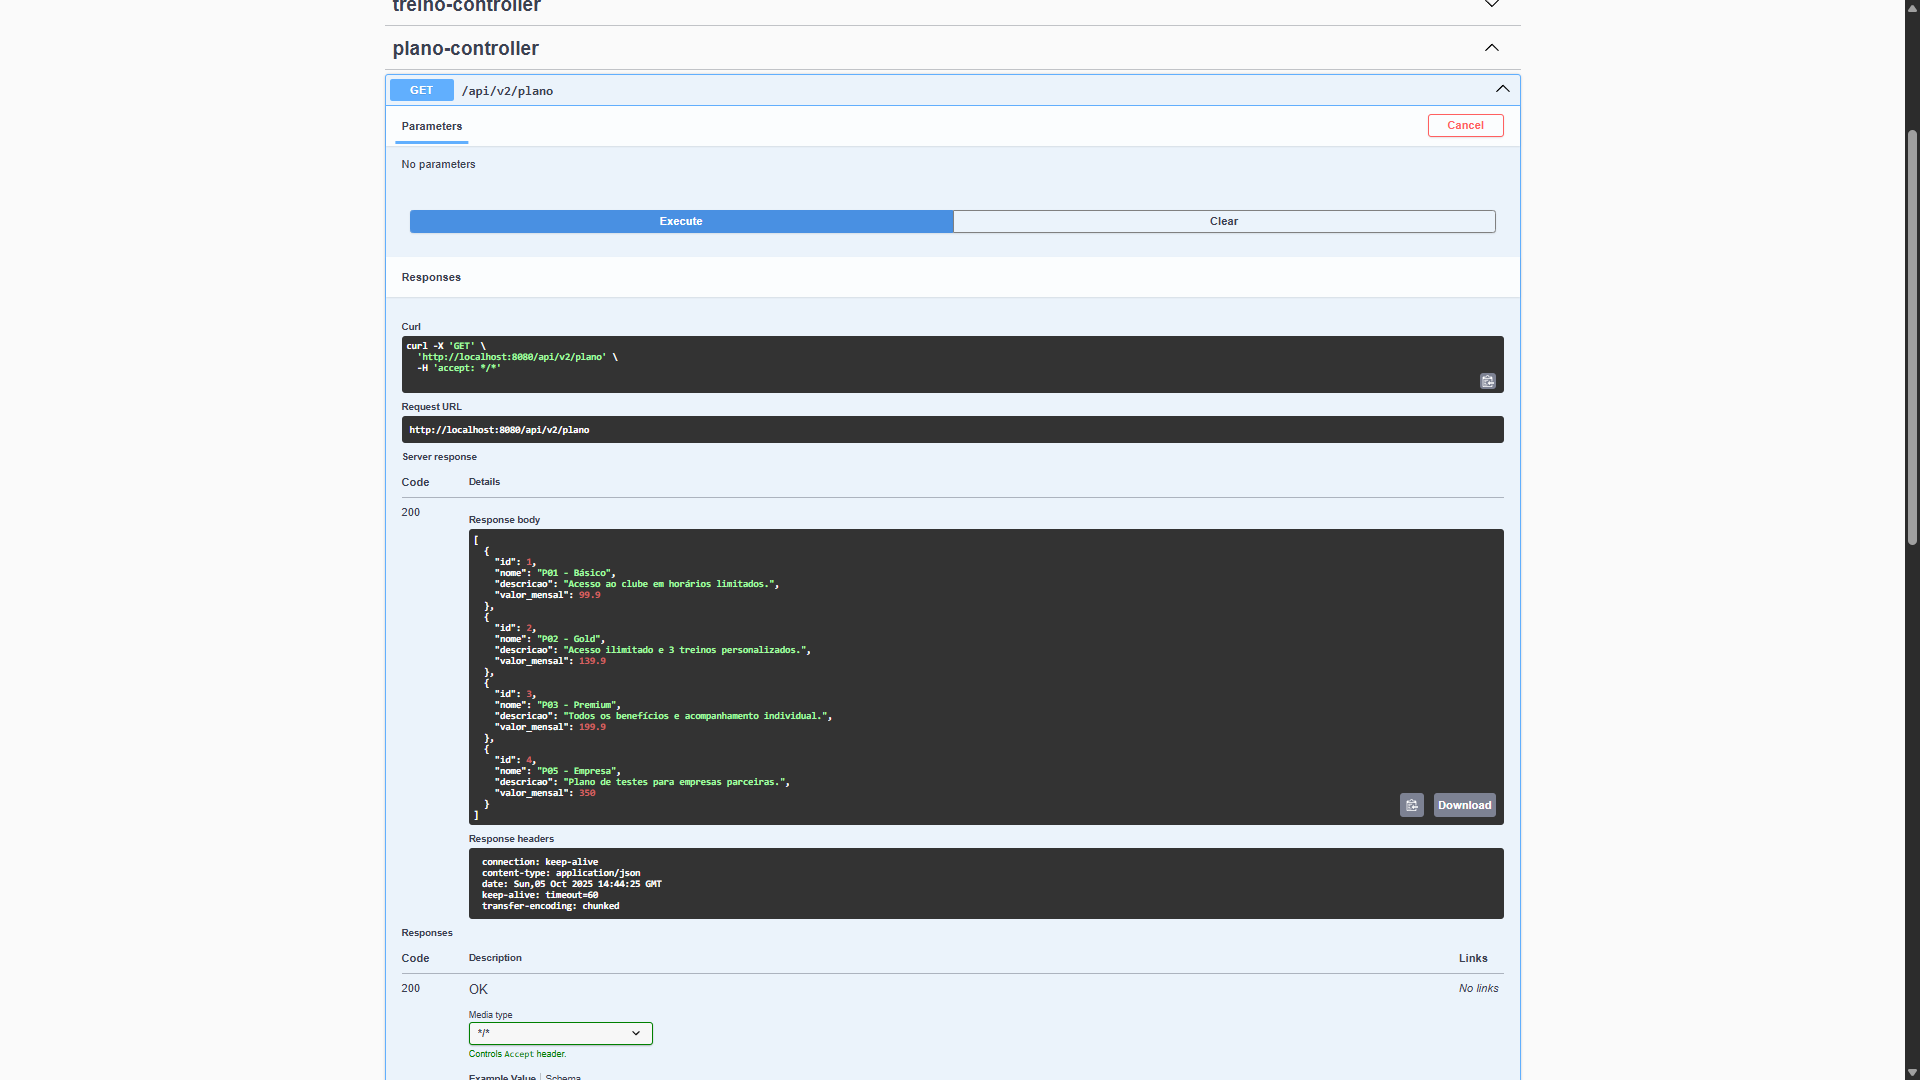 treino-controller
plano-controller
GET /api/v2/plano
Parameters
Cancel
No parameters
Execute
Clear
Responses
Curl
curl -X 'GET' \
'http://localhost:8080/api/v2/plano' \
-H 'accept: */*'
Request URL
http://localhost:8080/api/v2/plano
Server response
Code Details
200
Response body
[
{
"id": 1,
"nome": "P01 - Básico",
"descricao": "Acesso ao clube em horários limitados.",
"valor_mensal": 99.9
},
{
"id": 2,
"nome": "P02 - Gold",
"descricao": "Acesso ilimitado e 3 treinos personalizados.",
"valor_mensal": 139.9
},
{
"id": 3,
"nome": "P03 - Premium",
"descricao": "Todos os benefícios e acompanhamento individual.",
"valor_mensal": 199.9
},
{
"id": 4,
"nome": "P05 - Empresa",
"descricao": "Plano de testes para empresas parceiras.",
"valor_mensal": 350
}
]
Download
Response headers
connection: keep-alive
content-type: application/json
date: Sun,05 Oct 2025 14:44:25 GMT
keep-alive: timeout=60
transfer-encoding: chunked
Responses
Code Description Links
200 OK No links
Media type
*/*
Controls Accept header.
Example Value Schema